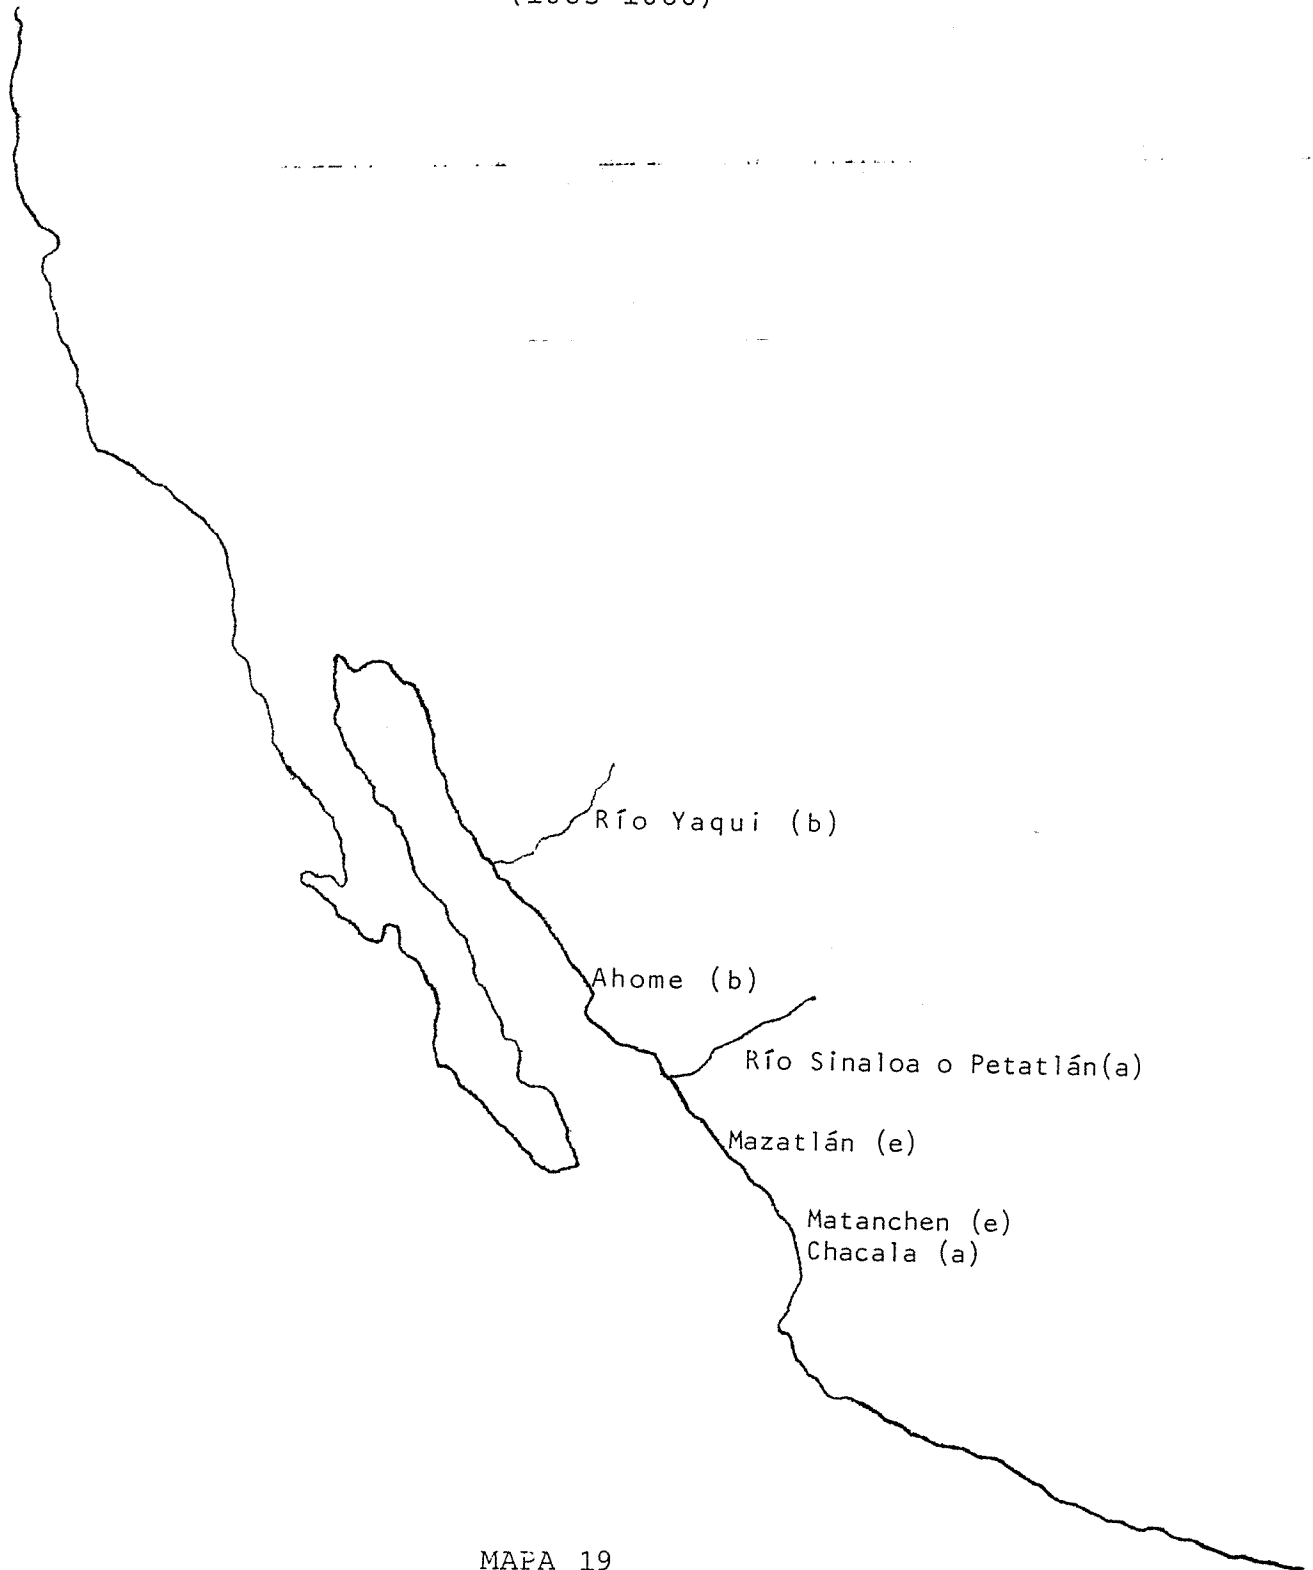 Río Yaqui (b)
Ahome (b)
Río Sinaloa o Petatlán(a)
Mazatlán (e)
Matanchen (e)
Chacala (a)
MAPA 19